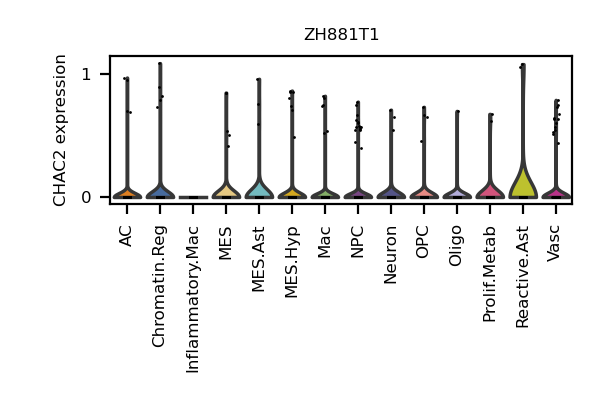 ZH881T1
CHAC2 expression
1
0
AC
Chromatin.Reg
Inflammatory.Mac
MES
MES.Ast
MES.Hyp
Mac
NPC
Neuron
OPC
Oligo
Prolif.Metab
Reactive.Ast
Vasc